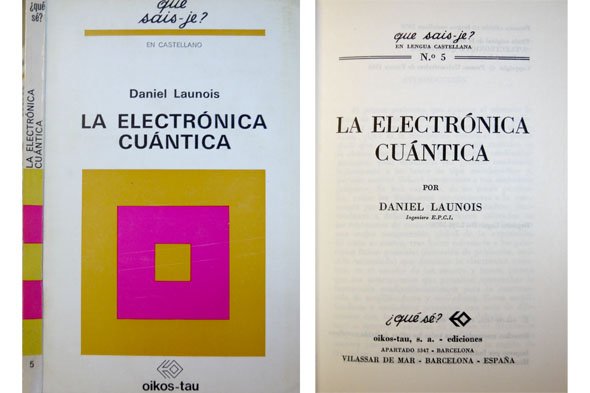 ¿qué sé?
LA ELECTRÓNICA
CUÁNTICA
5
que sais-je?
EN CASTELLANO
Daniel Launois
LA ELECTRÓNICA
CUÁNTICA
oikos-tau
que sais-je?
EN LENGUA CASTELLANA
N.º 5
LA ELECTRÓNICA
CUÁNTICA
POR
DANIEL LAUNOIS
Ingeniero E.P.C.I.
¿qué sé?
oikos-tau, s. a. - ediciones
APARTADO 5347 - BARCELONA
VILASSAR DE MAR - BARCELONA - ESPAÑA